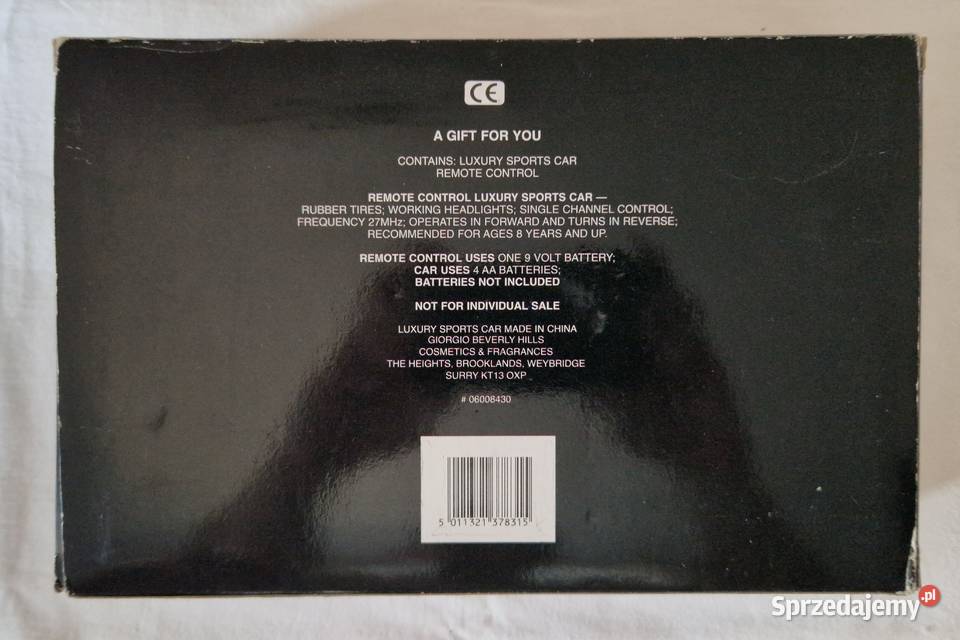 CE
A GIFT FOR YOU
CONTAINS: LUXURY SPORTS CAR
REMOTE CONTROL
REMOTE CONTROL LUXURY SPORTS CAR —
RUBBER TIRES; WORKING HEADLIGHTS; SINGLE CHANNEL CONTROL;
FREQUENCY 27MHz; OPERATES IN FORWARD AND TURNS IN REVERSE;
RECOMMENDED FOR AGES 8 YEARS AND UP.
REMOTE CONTROL USES ONE 9 VOLT BATTERY;
CAR USES 4 AA BATTERIES;
BATTERIES NOT INCLUDED
NOT FOR INDIVIDUAL SALE
LUXURY SPORTS CAR MADE IN CHINA
GIORGIO BEVERLY HILLS
COSMETICS & FRAGRANCES
THE HEIGHTS, BROOKLANDS, WEYBRIDGE
SURRY KT13 OXP
# 06008430
5 011321 378315
Sprzedajemy.pl